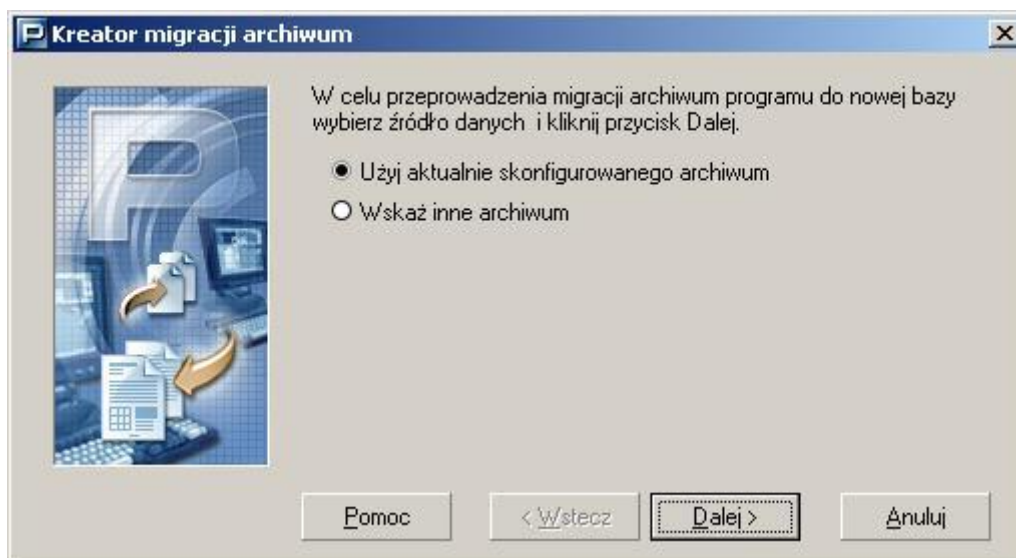 Kreator migracji archiwum
W celu przeprowadzenia migracji archiwum programu do nowej bazy
wybierz źródło danych i kliknij przycisk Dalej.
Użyj aktualnie skonfigurowanego archiwum
Wskaż inne archiwum
Pomoc
< Wstecz
Dalej >
Anuluj